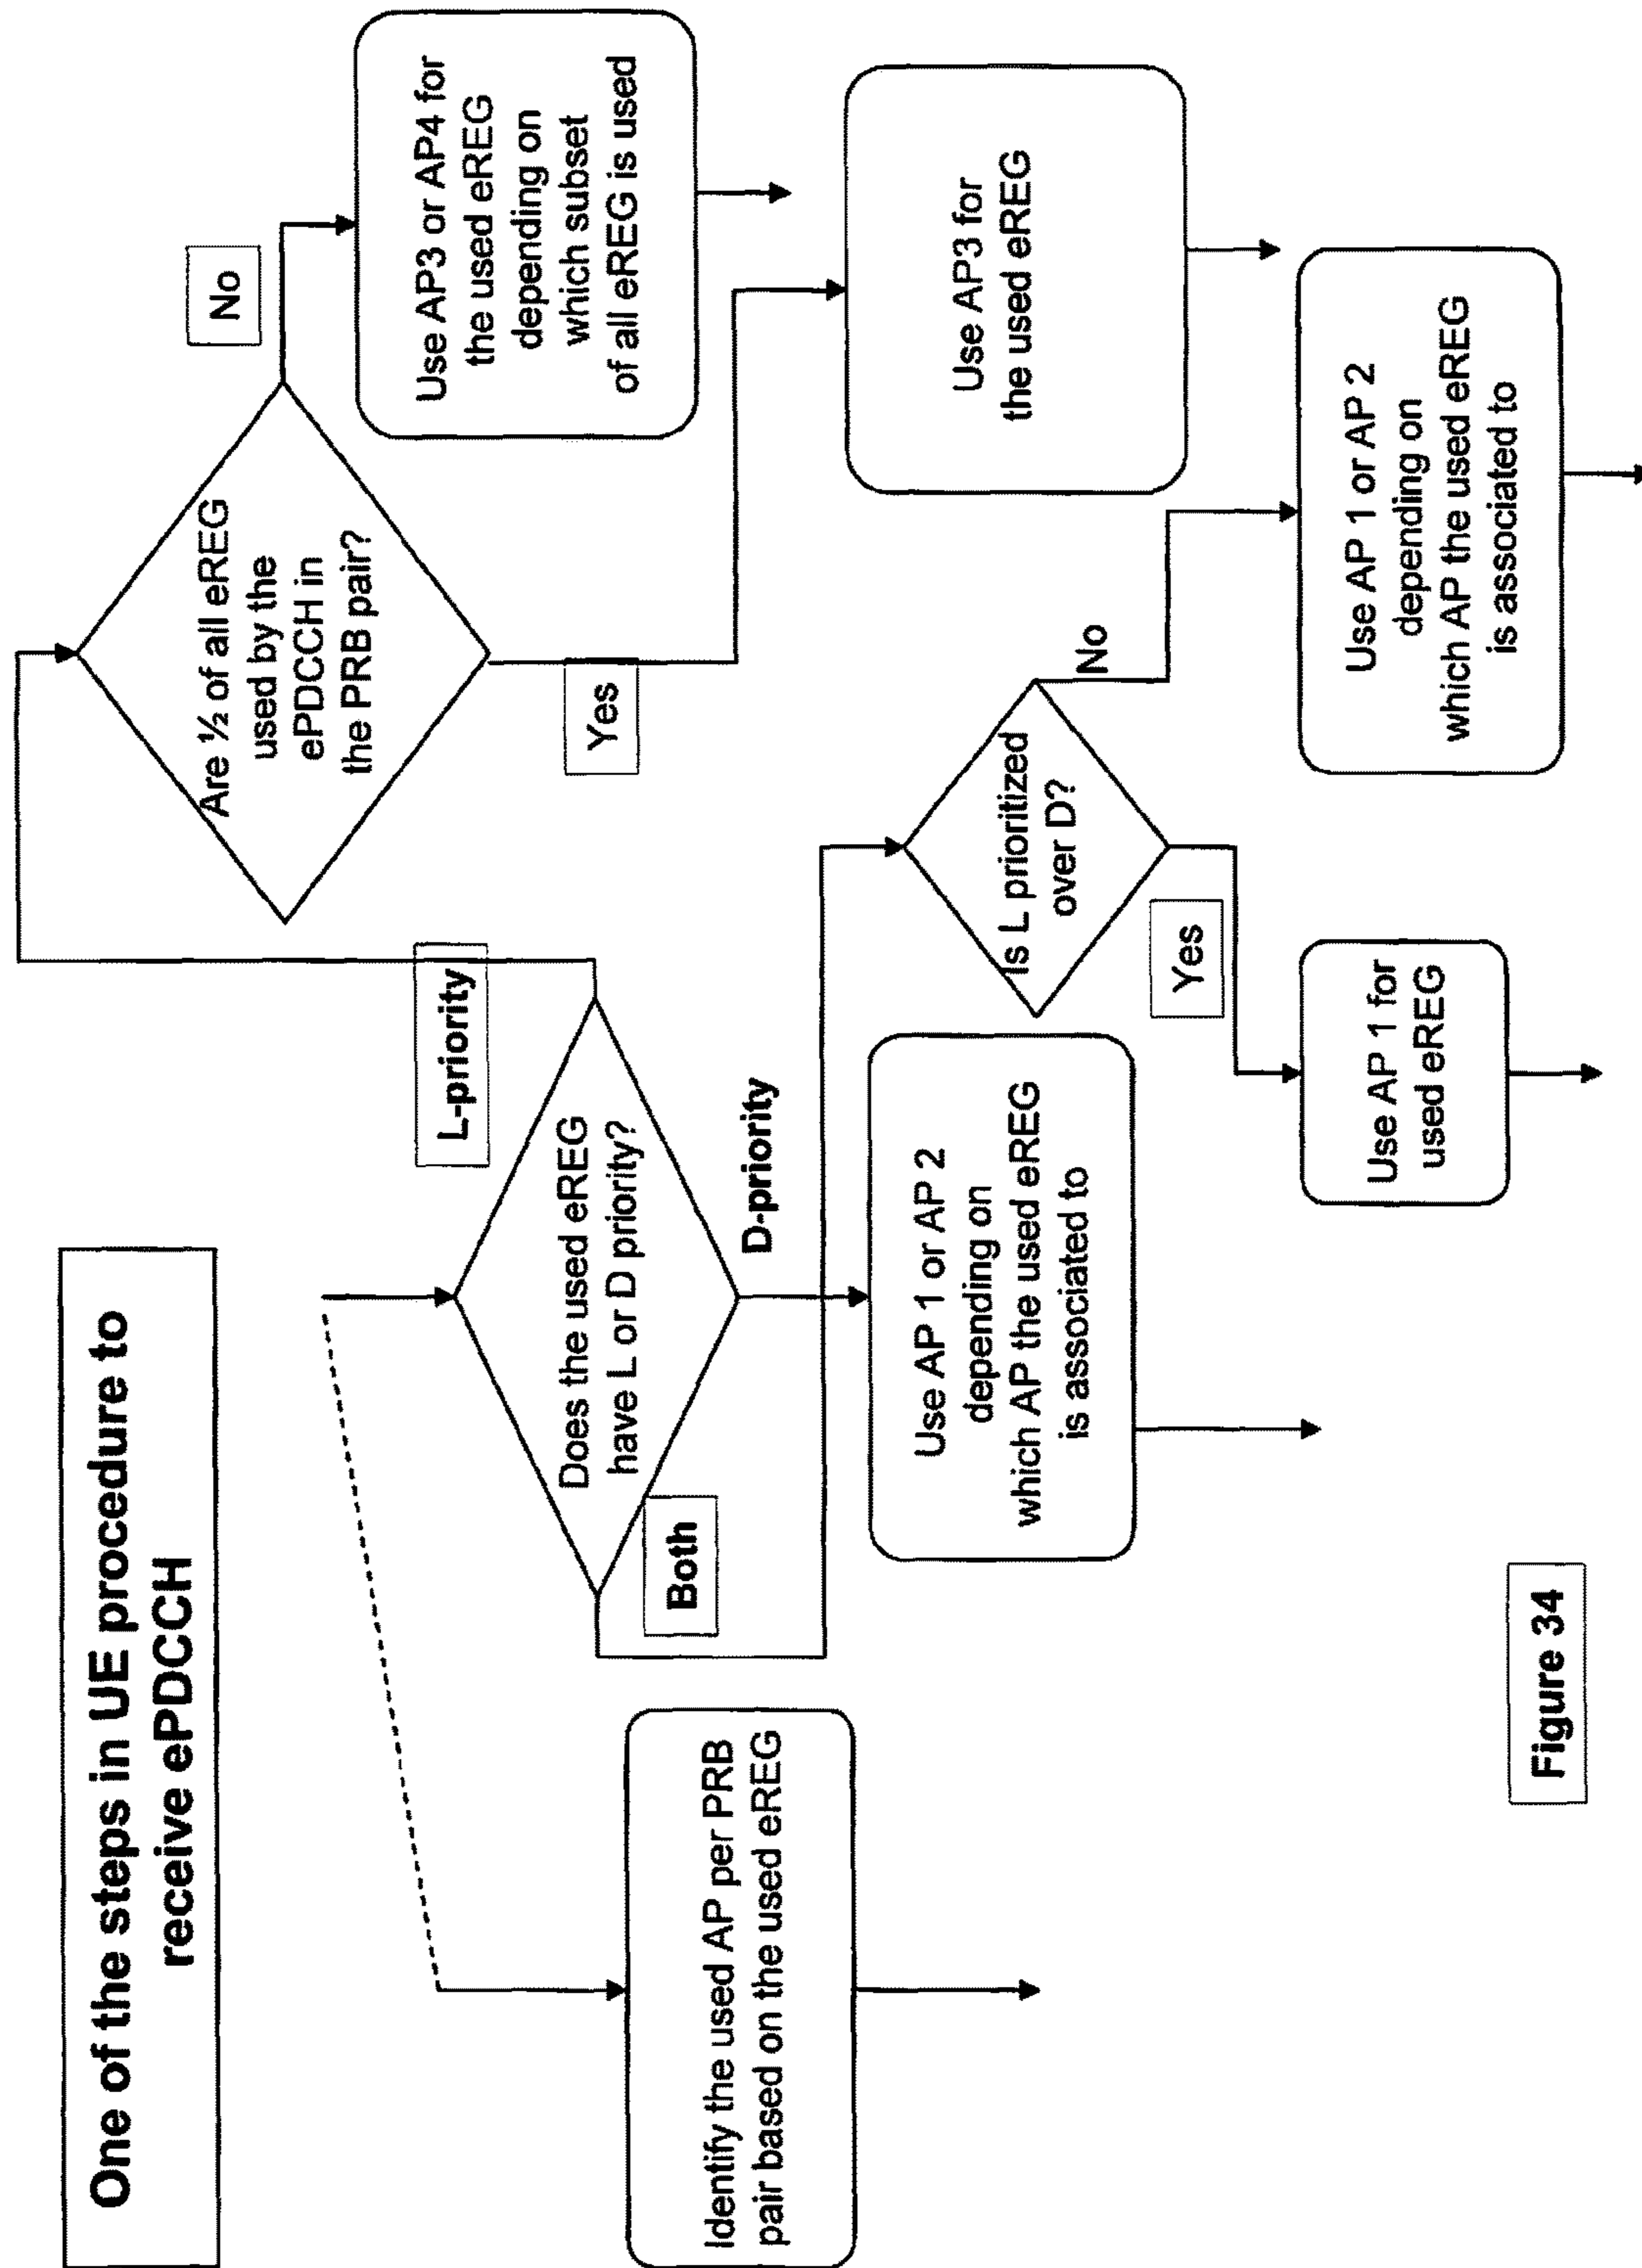 One of the steps in UE procedure to
receive ePDCCH
Identify the used AP per PRB
pair based on the used eREG
Does the used eREG
have L or D priority?
L-priority
Both
D-priority
Are ½ of all eREG
used by the
ePDCCH in
the PRB pair?
No
Yes
Use AP3 or AP4 for
the used eREG
depending on
which subset
of all eREG is used
Use AP3 for
the used eREG
Use AP 1 or AP 2
depending on
which AP the used eREG
is associated to
Is L prioritized
over D?
No
Yes
Use AP 1 for
used eREG
Use AP 1 or AP 2
depending on
which AP the used eREG
is associated to
Figure 34